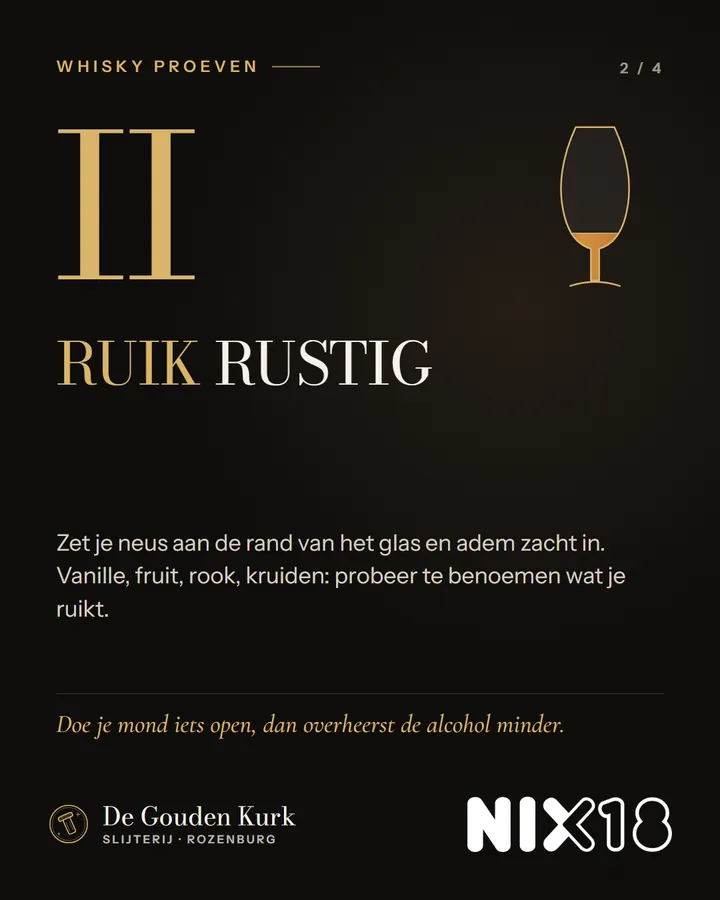 WHISKY PROEVEN
2 / 4
II
RUIK RUSTIG
Zet je neus aan de rand van het glas en adem zacht in.
Vanille, fruit, rook, kruiden: probeer te benoemen wat je
ruikt.
Doe je mond iets open, dan overheerst de alcohol minder.
De Gouden Kurk
SLIJTERIJ · ROZENBURG
NIX18